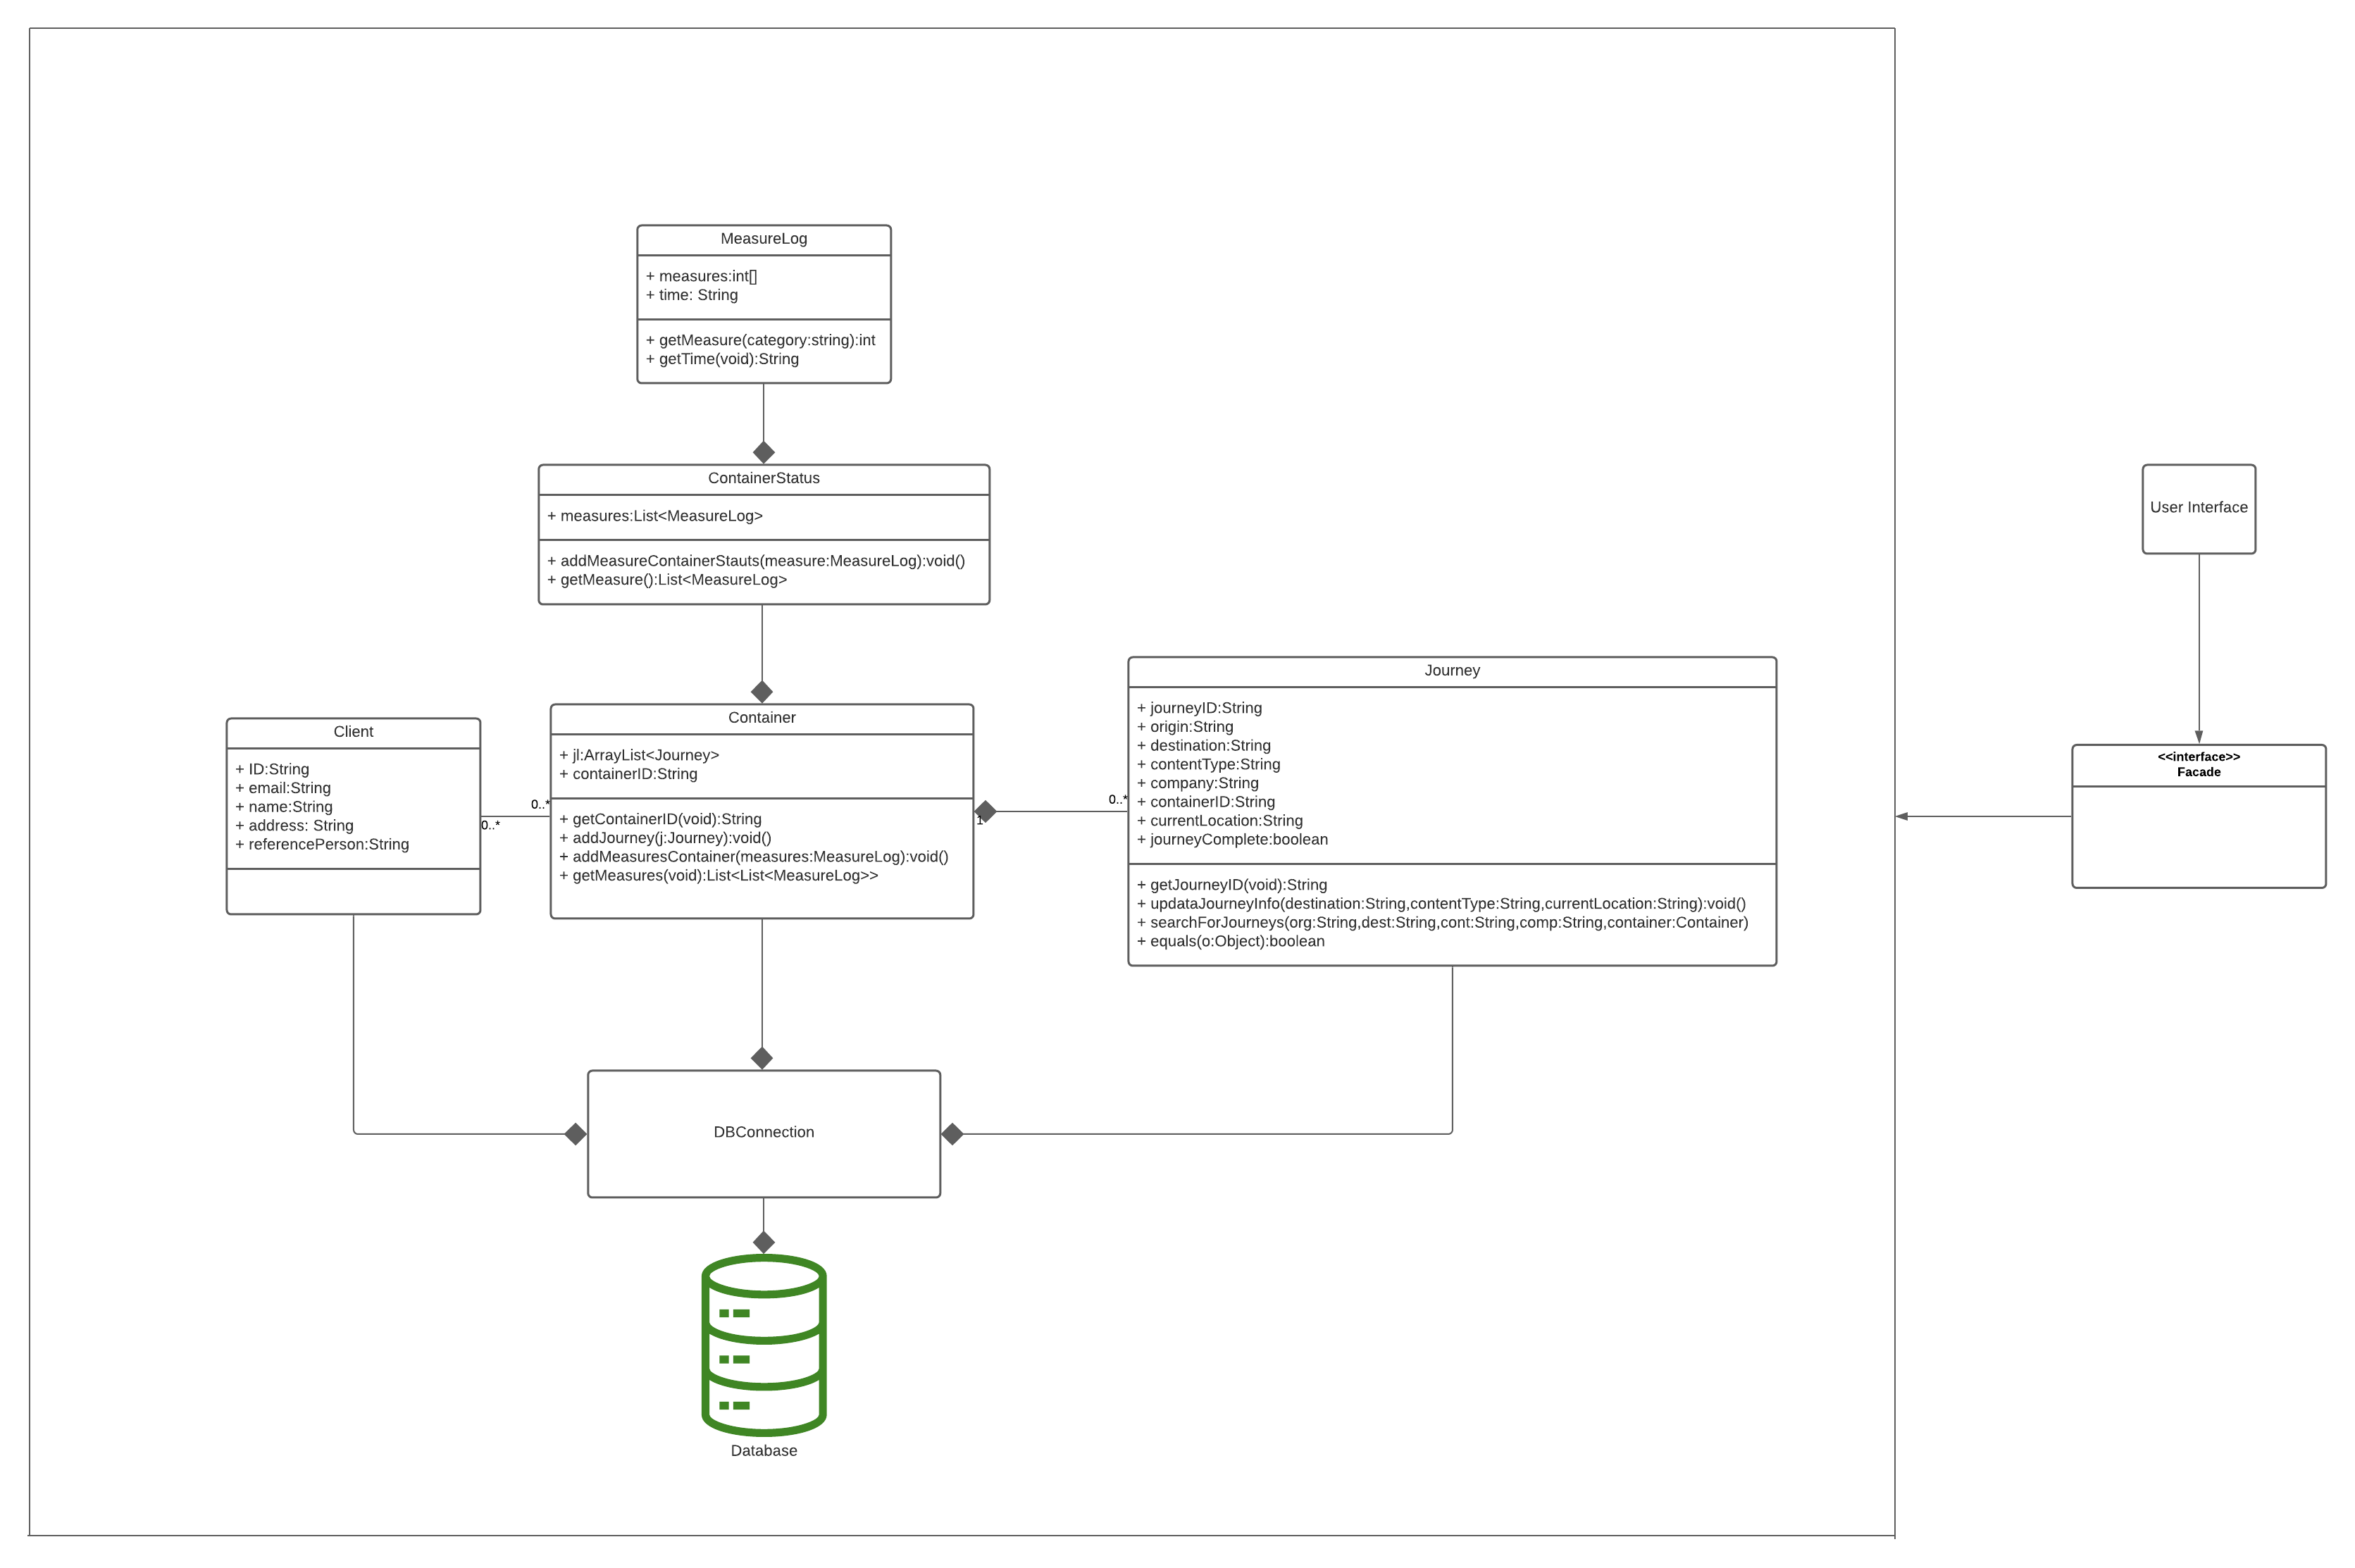 MeasureLog
+ measures:int[]
+ time: String
+ getMeasure(category:string):int
+ getTime(void):String
ContainerStatus
+ measures:List<MeasureLog>
+ addMeasureContainerStauts(measure:MeasureLog):void()
+ getMeasure():List<MeasureLog>
Client
+ ID:String
+ email:String
+ name:String
+ address: String
+ referencePerson:String
0..*
0..*
Container
+ jl:ArrayList<Journey>
+ containerID:String
+ getContainerID(void):String
+ addJourney(j:Journey):void()
+ addMeasuresContainer(measures:MeasureLog):void()
+ getMeasures(void):List<List<MeasureLog>>
1
0..*
Journey
+ journeyID:String
+ origin:String
+ destination:String
+ contentType:String
+ company:String
+ containerID:String
+ currentLocation:String
+ journeyComplete:boolean
+ getJourneyID(void):String
+ updataJourneyInfo(destination:String,contentType:String,currentLocation:String):void()
+ searchForJourneys(org:String,dest:String,cont:String,comp:String,container:Container)
+ equals(o:Object):boolean
User Interface
<<interface>>
Facade
DBConnection
Database